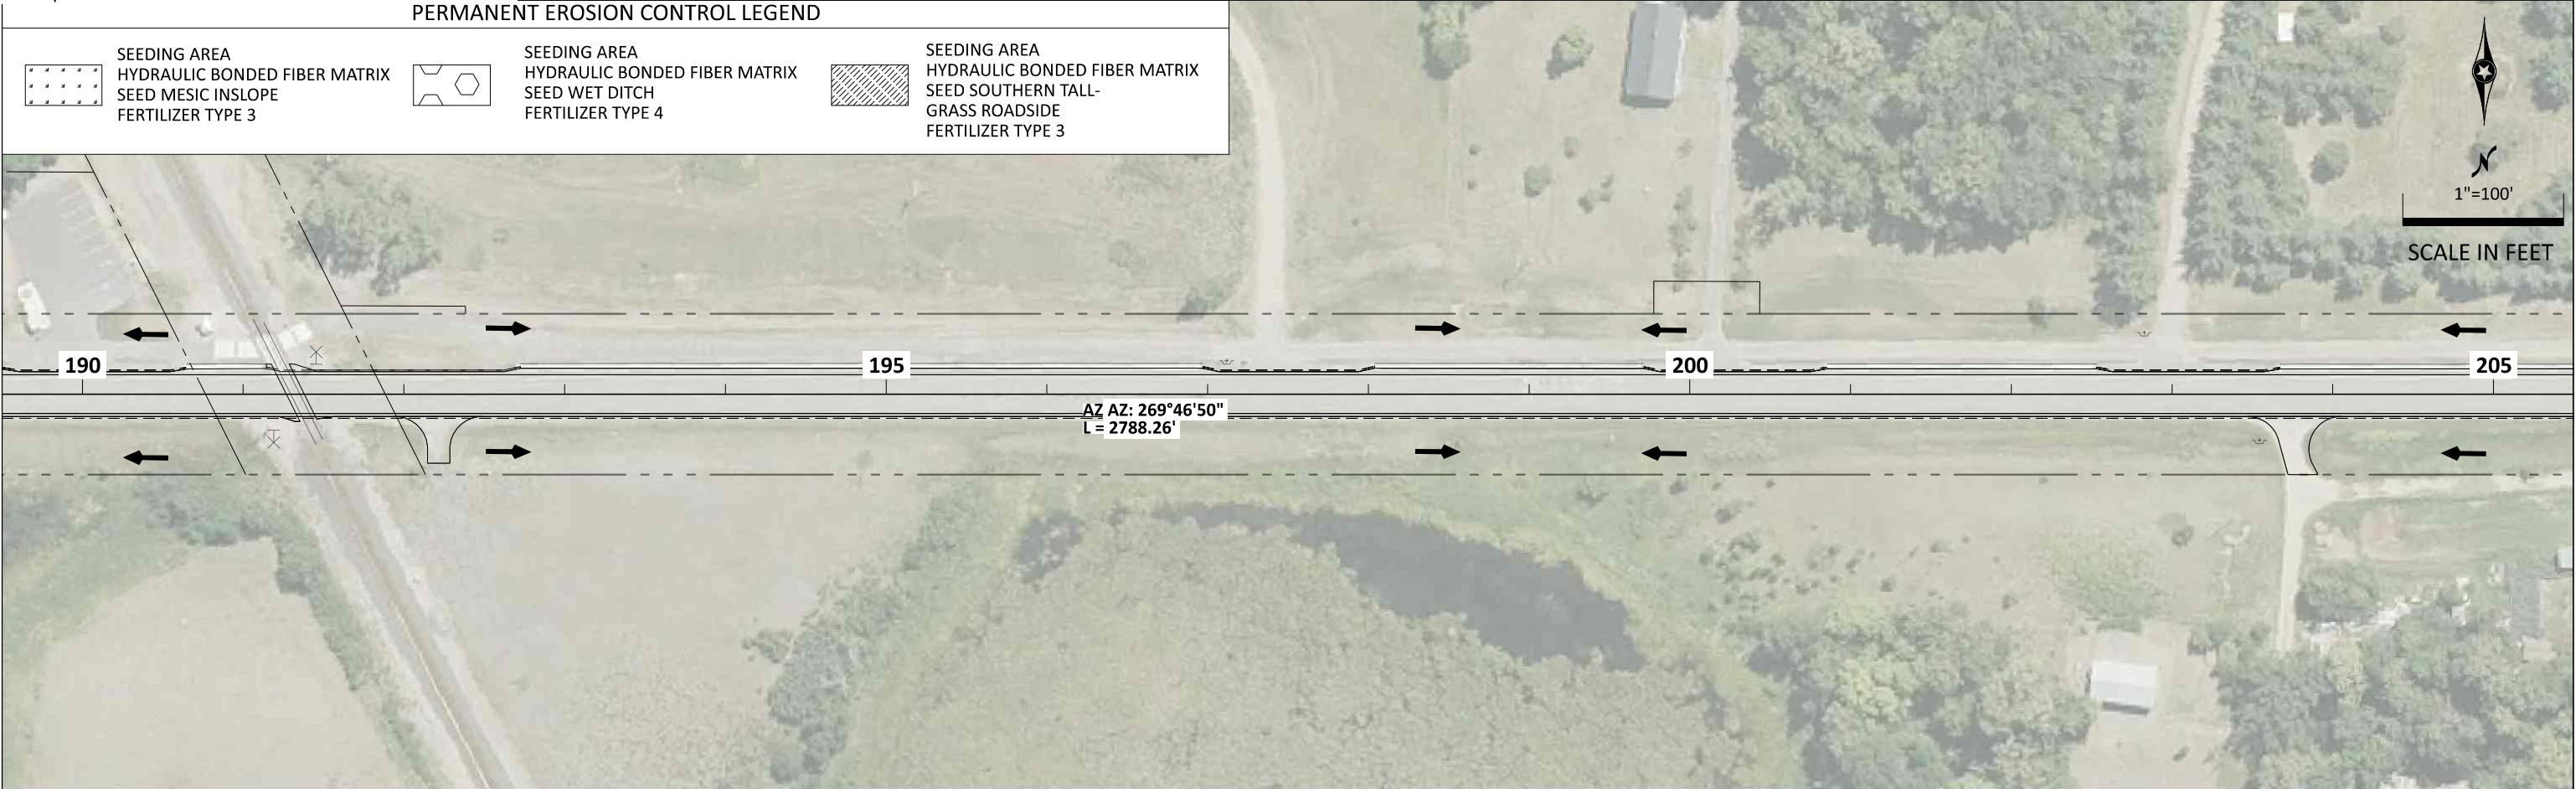 PERMANENT EROSION CONTROL LEGEND
SEEDING AREA
HYDRAULIC BONDED FIBER MATRIX
SEED MESIC INSLOPE
FERTILIZER TYPE 3
SEEDING AREA
HYDRAULIC BONDED FIBER MATRIX
SEED WET DITCH
FERTILIZER TYPE 4
SEEDING AREA
HYDRAULIC BONDED FIBER MATRIX
SEED SOUTHERN TALL-
GRASS ROADSIDE
FERTILIZER TYPE 3
N
1"=100'
SCALE IN FEET
190
195
200
205
AZ AZ: 269°46'50"
L = 2788.26'